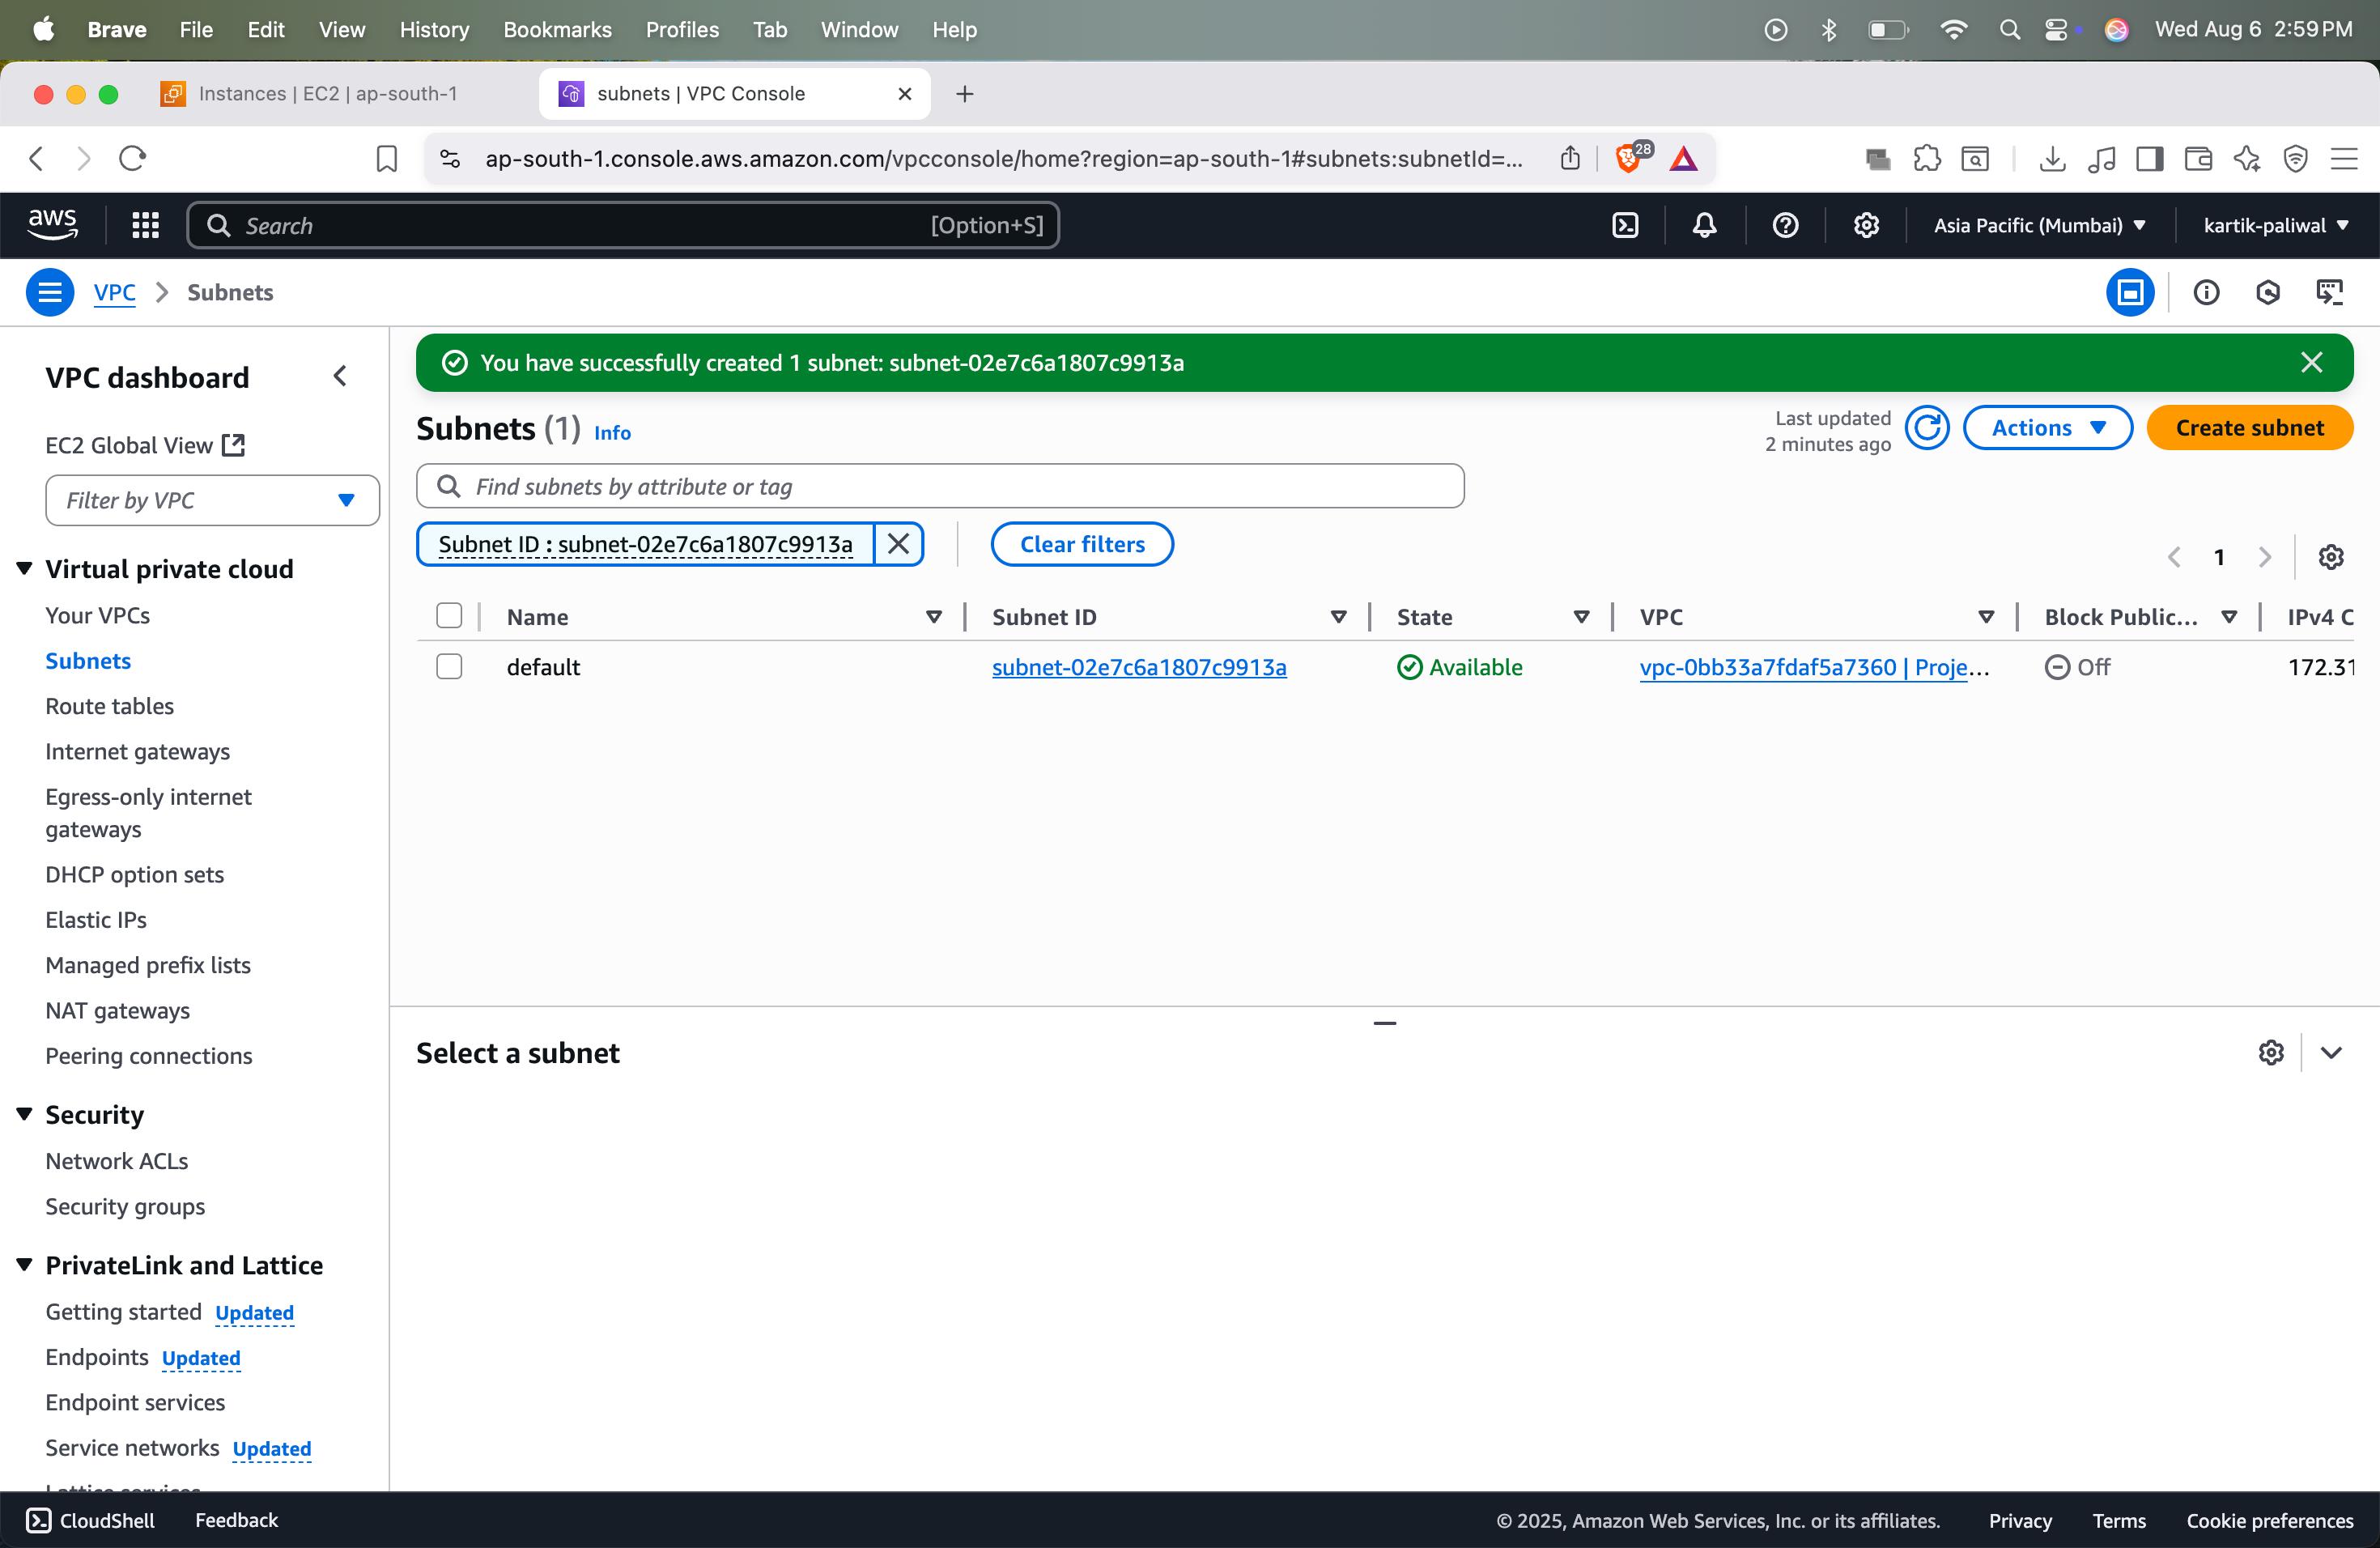 Brave File Edit View History Bookmarks Profiles Tab Window Help Wed Aug 6 2:59 PM
Instances | EC2 | ap-south-1
subnets | VPC Console
ap-south-1.console.aws.amazon.com/vpcconsole/home?region=ap-south-1#subnets:subnetId=...
28
aws
Search
[Option+S]
Asia Pacific (Mumbai)
kartik-paliwal
VPC
Subnets
VPC dashboard
EC2 Global View
Filter by VPC
Virtual private cloud
Your VPCs
Subnets
Route tables
Internet gateways
Egress-only internet
gateways
DHCP option sets
Elastic IPs
Managed prefix lists
NAT gateways
Peering connections
Security
Network ACLs
Security groups
PrivateLink and Lattice
Getting started Updated
Endpoints Updated
Endpoint services
Service networks Updated
Lattice services
You have successfully created 1 subnet: subnet-02e7c6a1807c9913a
Subnets (1) Info
Last updated
2 minutes ago
Actions
Create subnet
Find subnets by attribute or tag
Subnet ID : subnet-02e7c6a1807c9913a
Clear filters
1
Name Subnet ID State VPC Block Public... IPv4 C
default subnet-02e7c6a1807c9913a Available vpc-0bb33a7fdaf5a7360 | Proje... Off 172.31
Select a subnet
CloudShell Feedback © 2025, Amazon Web Services, Inc. or its affiliates. Privacy Terms Cookie preferences